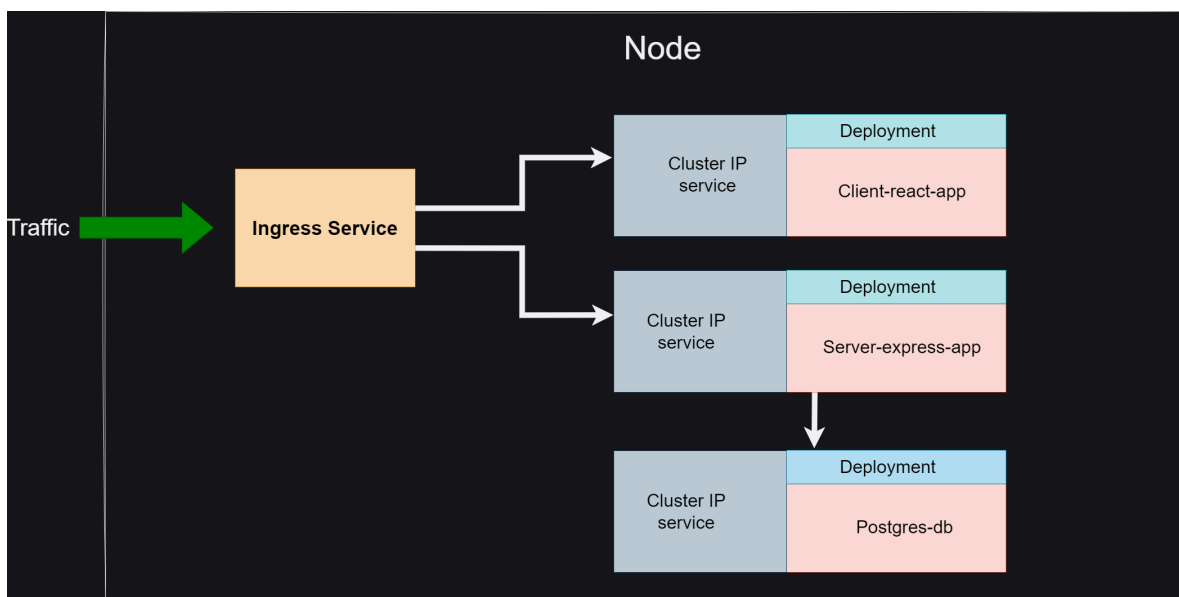 Node
Traffic
Ingress Service
Cluster IP
service
Deployment
Client-react-app
Cluster IP
service
Deployment
Server-express-app
Cluster IP
service
Deployment
Postgres-db